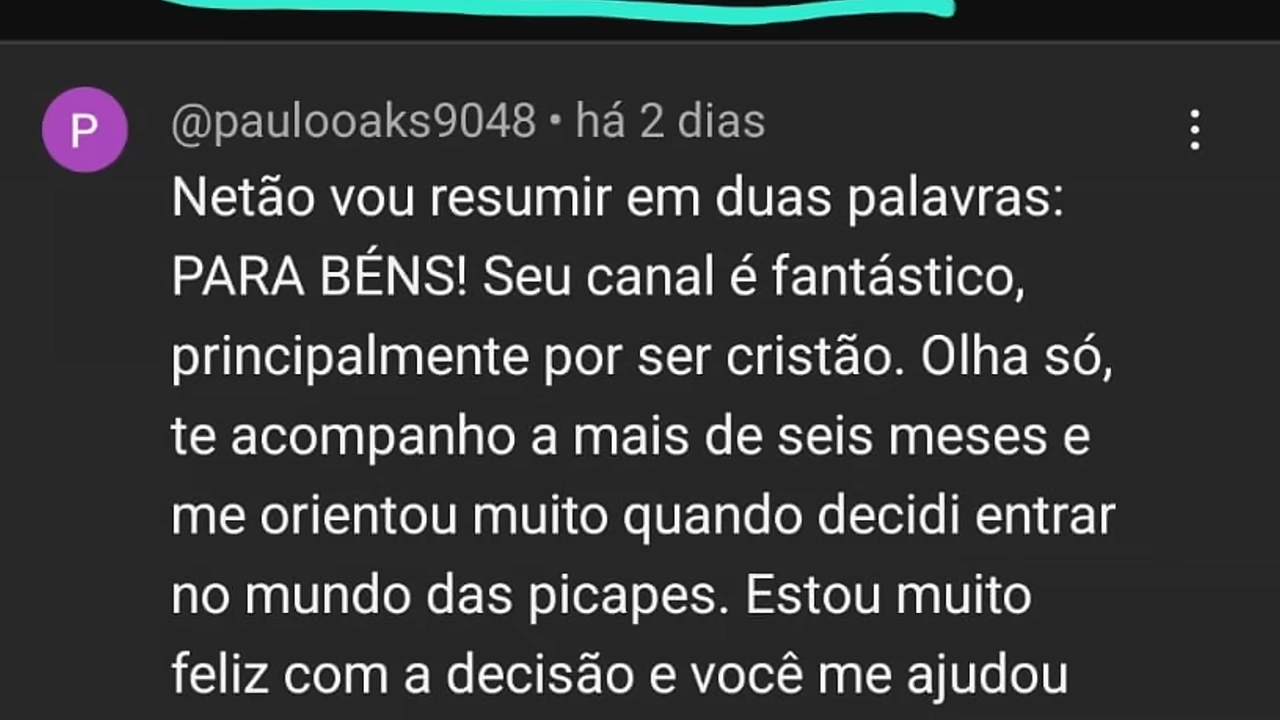 P
@paulooaks9048 • há 2 dias
Netão vou resumir em duas palavras:
PARA BÉNS! Seu canal é fantástico,
principalmente por ser cristão. Olha só,
te acompanho a mais de seis meses e
me orientou muito quando decidi entrar
no mundo das picapes. Estou muito
feliz com a decisão e você me ajudou